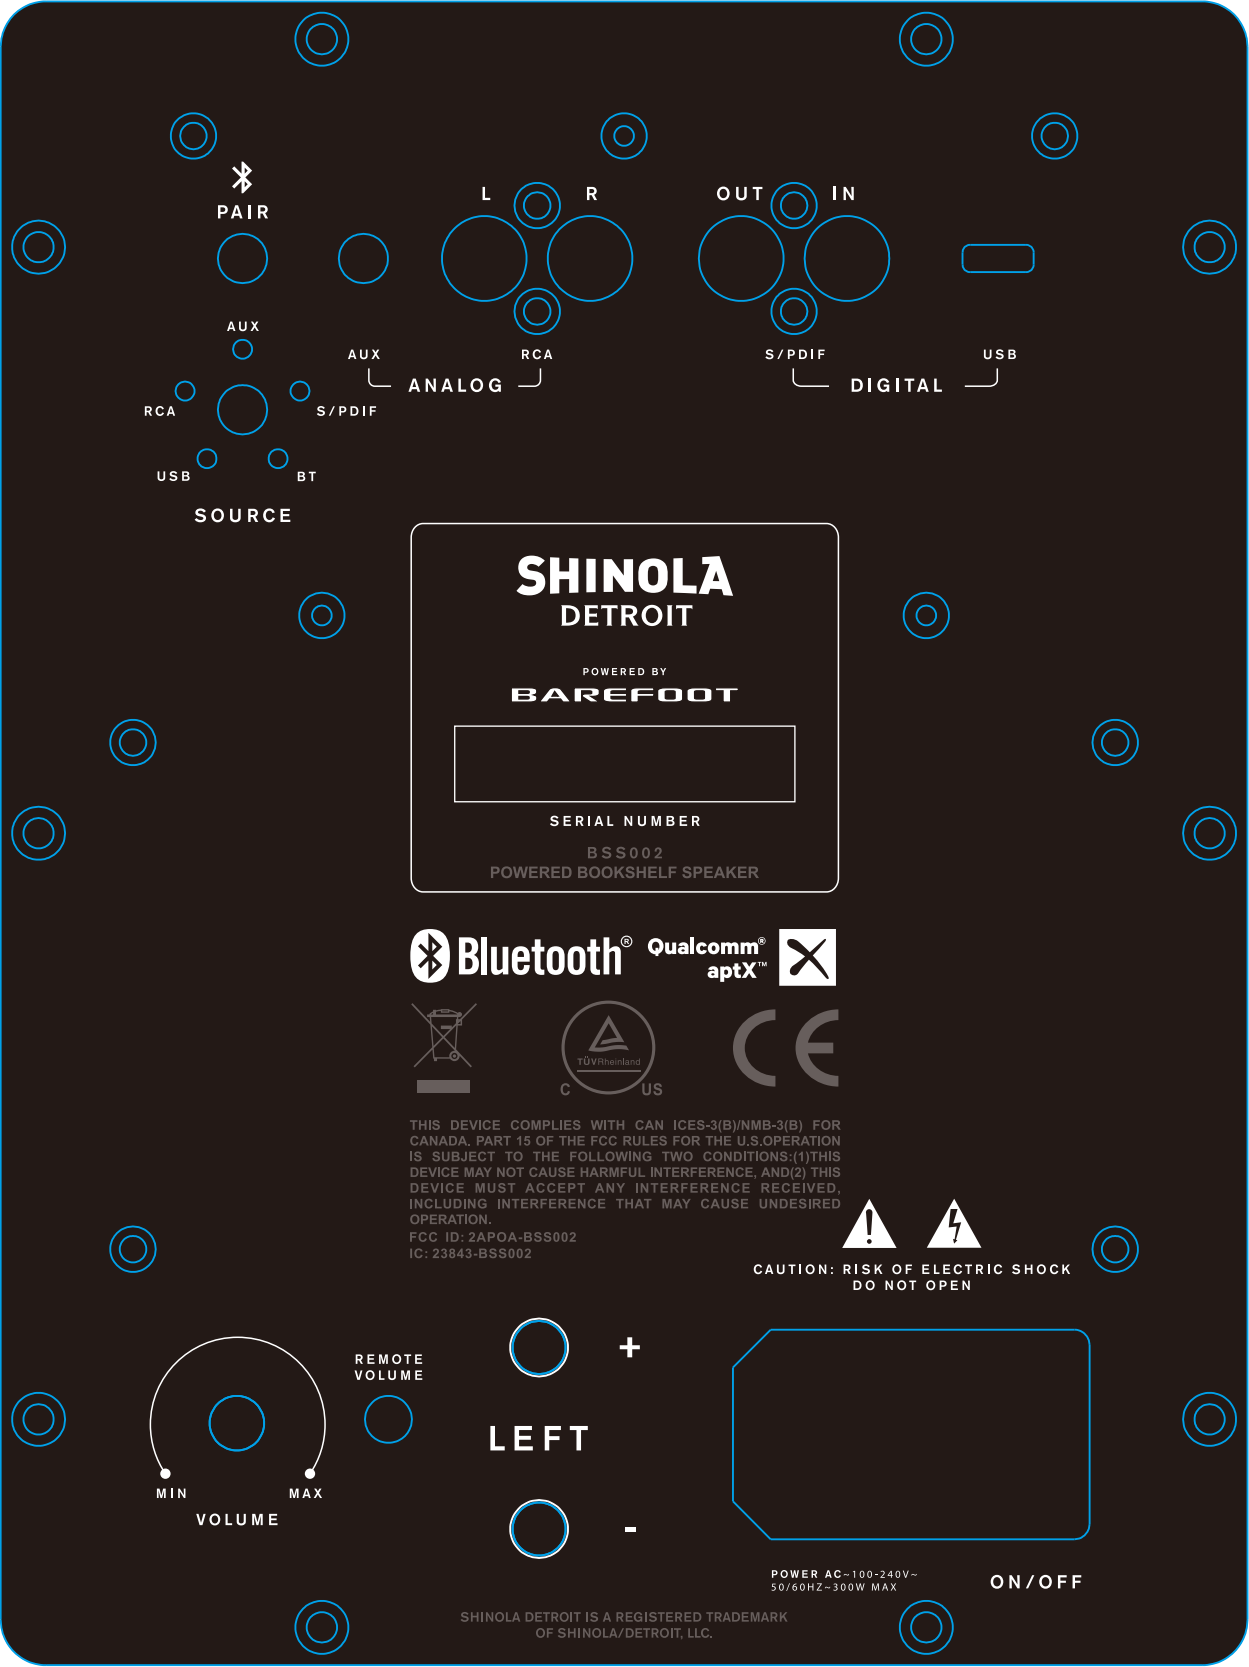 PAIR
L
R
OUT
IN
AUX
AUX
RCA
S/PDIF
USB
ANALOG
DIGITAL
RCA
S/PDIF
USB
BT
SOURCE
SHINOLA
DETROIT
POWERED BY
BAREFOOT
SERIAL NUMBER
BSS002
POWERED BOOKSHELF SPEAKER
Bluetooth®
Qualcomm®
aptX™
TÜVRheinland
C US
CE
THIS DEVICE COMPLIES WITH CAN ICES-3(B)/NMB-3(B) FOR
CANADA. PART 15 OF THE FCC RULES FOR THE U.S.OPERATION
IS SUBJECT TO THE FOLLOWING TWO CONDITIONS:(1)THIS
DEVICE MAY NOT CAUSE HARMFUL INTERFERENCE, AND(2) THIS
DEVICE MUST ACCEPT ANY INTERFERENCE RECEIVED,
INCLUDING INTERFERENCE THAT MAY CAUSE UNDESIRED
OPERATION.
FCC ID: 2APOA-BSS002
IC: 23843-BSS002
CAUTION: RISK OF ELECTRIC SHOCK
DO NOT OPEN
+
REMOTE
VOLUME
LEFT
MIN
MAX
VOLUME
-
POWER AC~100-240V~
50/60HZ~300W MAX
ON/OFF
SHINOLA DETROIT IS A REGISTERED TRADEMARK
OF SHINOLA/DETROIT, LLC.